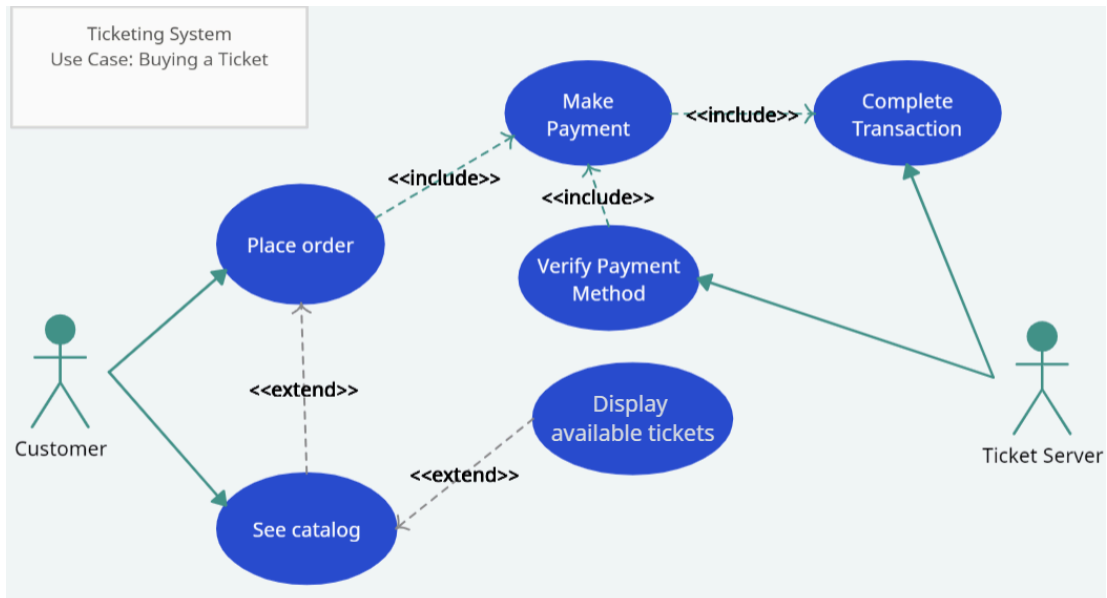 Ticketing System
Use Case: Buying a Ticket
Make
Payment
<<include>>
Complete
Transaction
<<include>>
<<include>>
Place order
Verify Payment
Method
<<extend>>
Display
available tickets
Customer
Ticket Server
<<extend>>
See catalog